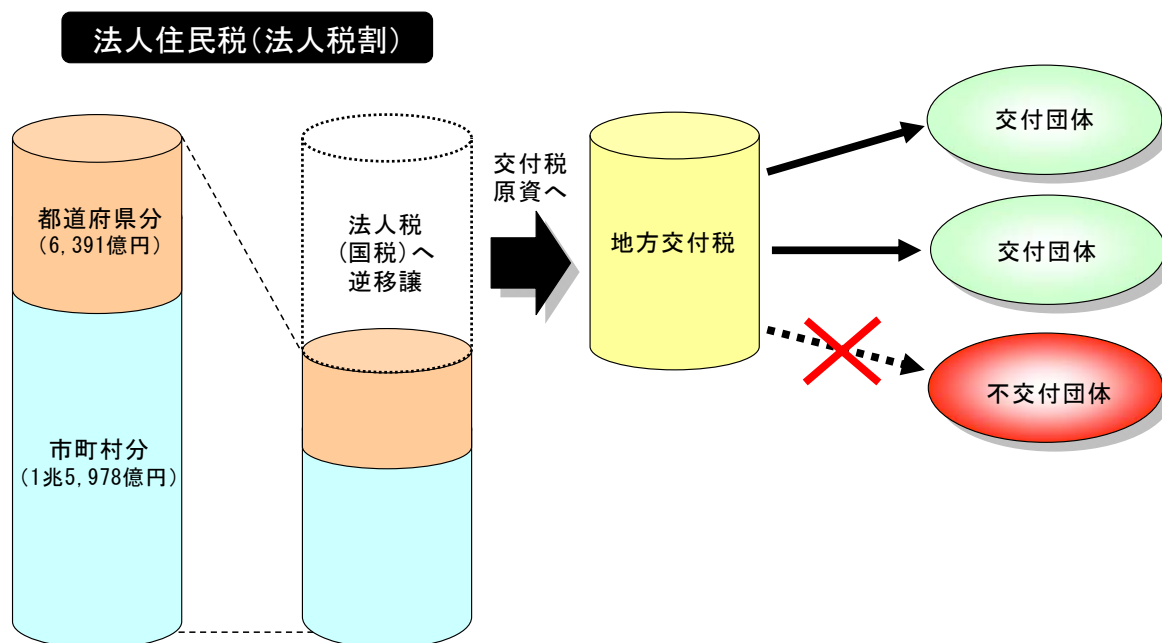 法人住民税(法人税割)
都道府県分
(6,391億円)
市町村分
(1兆5,978億円)
法人税
(国税)へ
逆移譲
交付税
原資へ
地方交付税
交付団体
交付団体
不交付団体